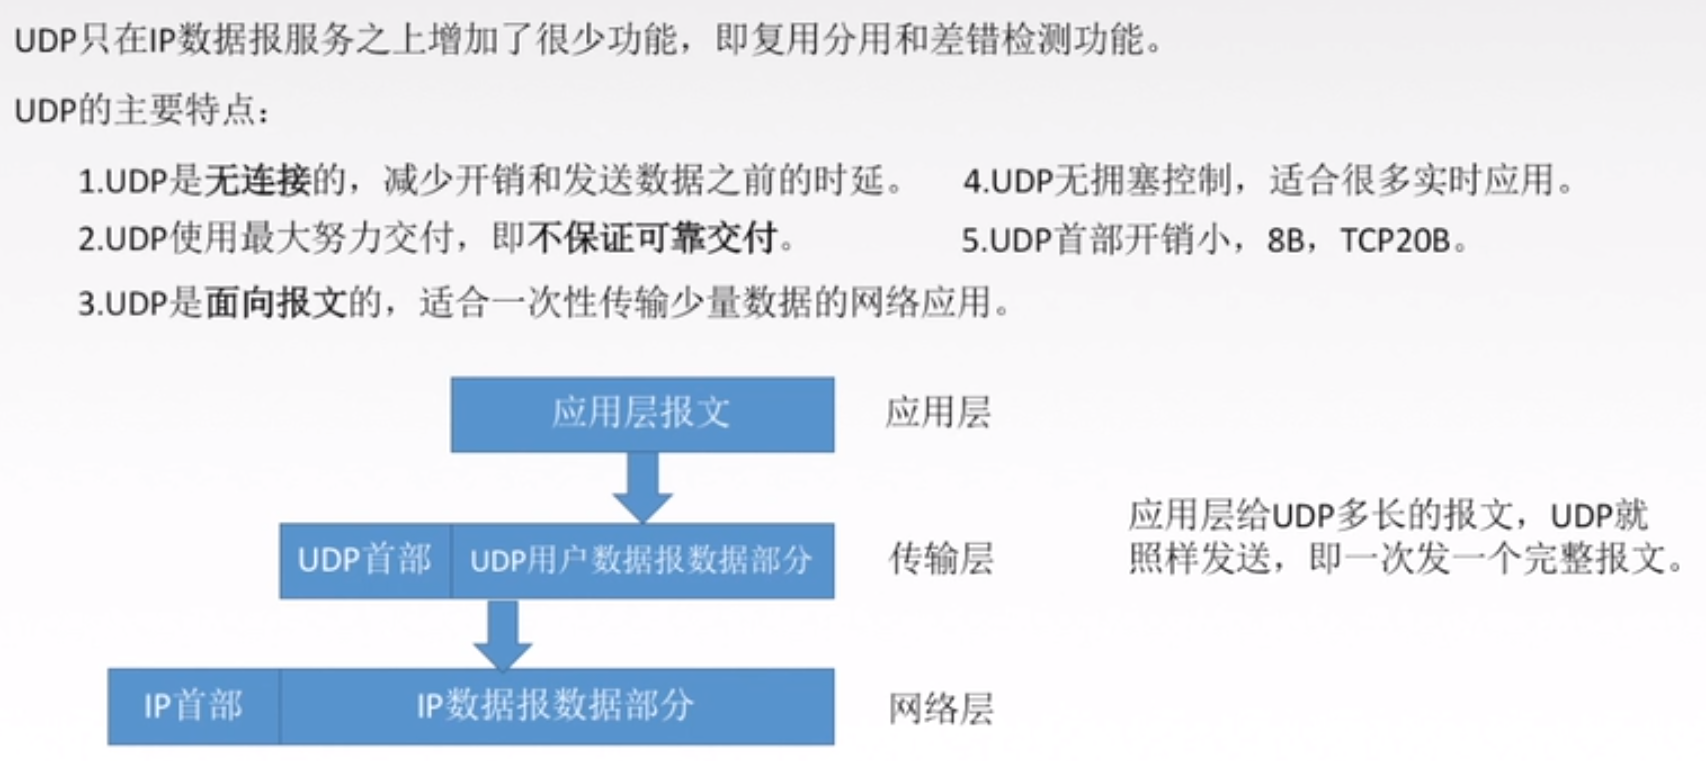 UDP只在IP数据报服务之上增加了很少功能，即复用分用和差错检测功能。
UDP的主要特点：
1.UDP是无连接的，减少开销和发送数据之前的时延。
2.UDP使用最大努力交付，即不保证可靠交付。
3.UDP是面向报文的，适合一次性传输少量数据的网络应用。
4.UDP无拥塞控制，适合很多实时应用。
5.UDP首部开销小，8B，TCP20B。
应用层报文
应用层
UDP首部
UDP用户数据报数据部分
传输层
应用层给UDP多长的报文，UDP就
照样发送，即一次发一个完整报文。
IP首部
IP数据报数据部分
网络层